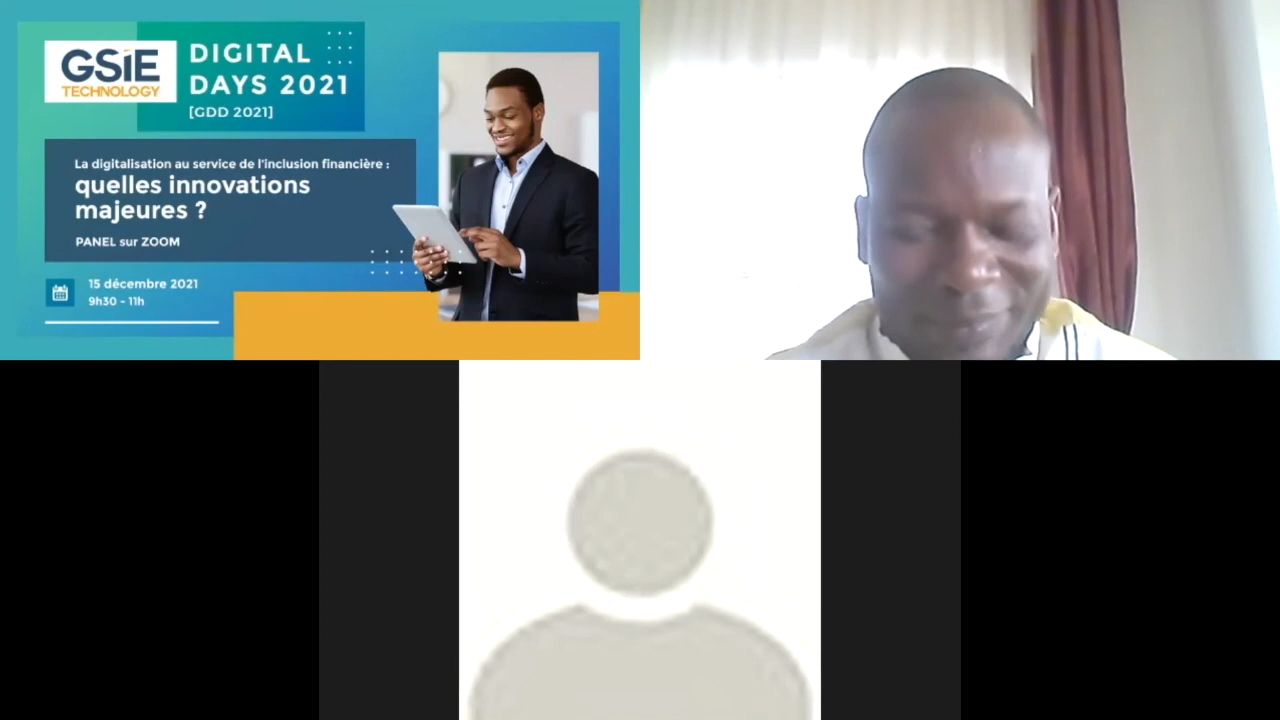 GSIE
TECHNOLOGY
DIGITAL
DAYS 2021
[GDD 2021]
La digitalisation au service de l'inclusion financière :
quelles innovations
majeures ?
PANEL sur ZOOM
15 décembre 2021
9h30 - 11h